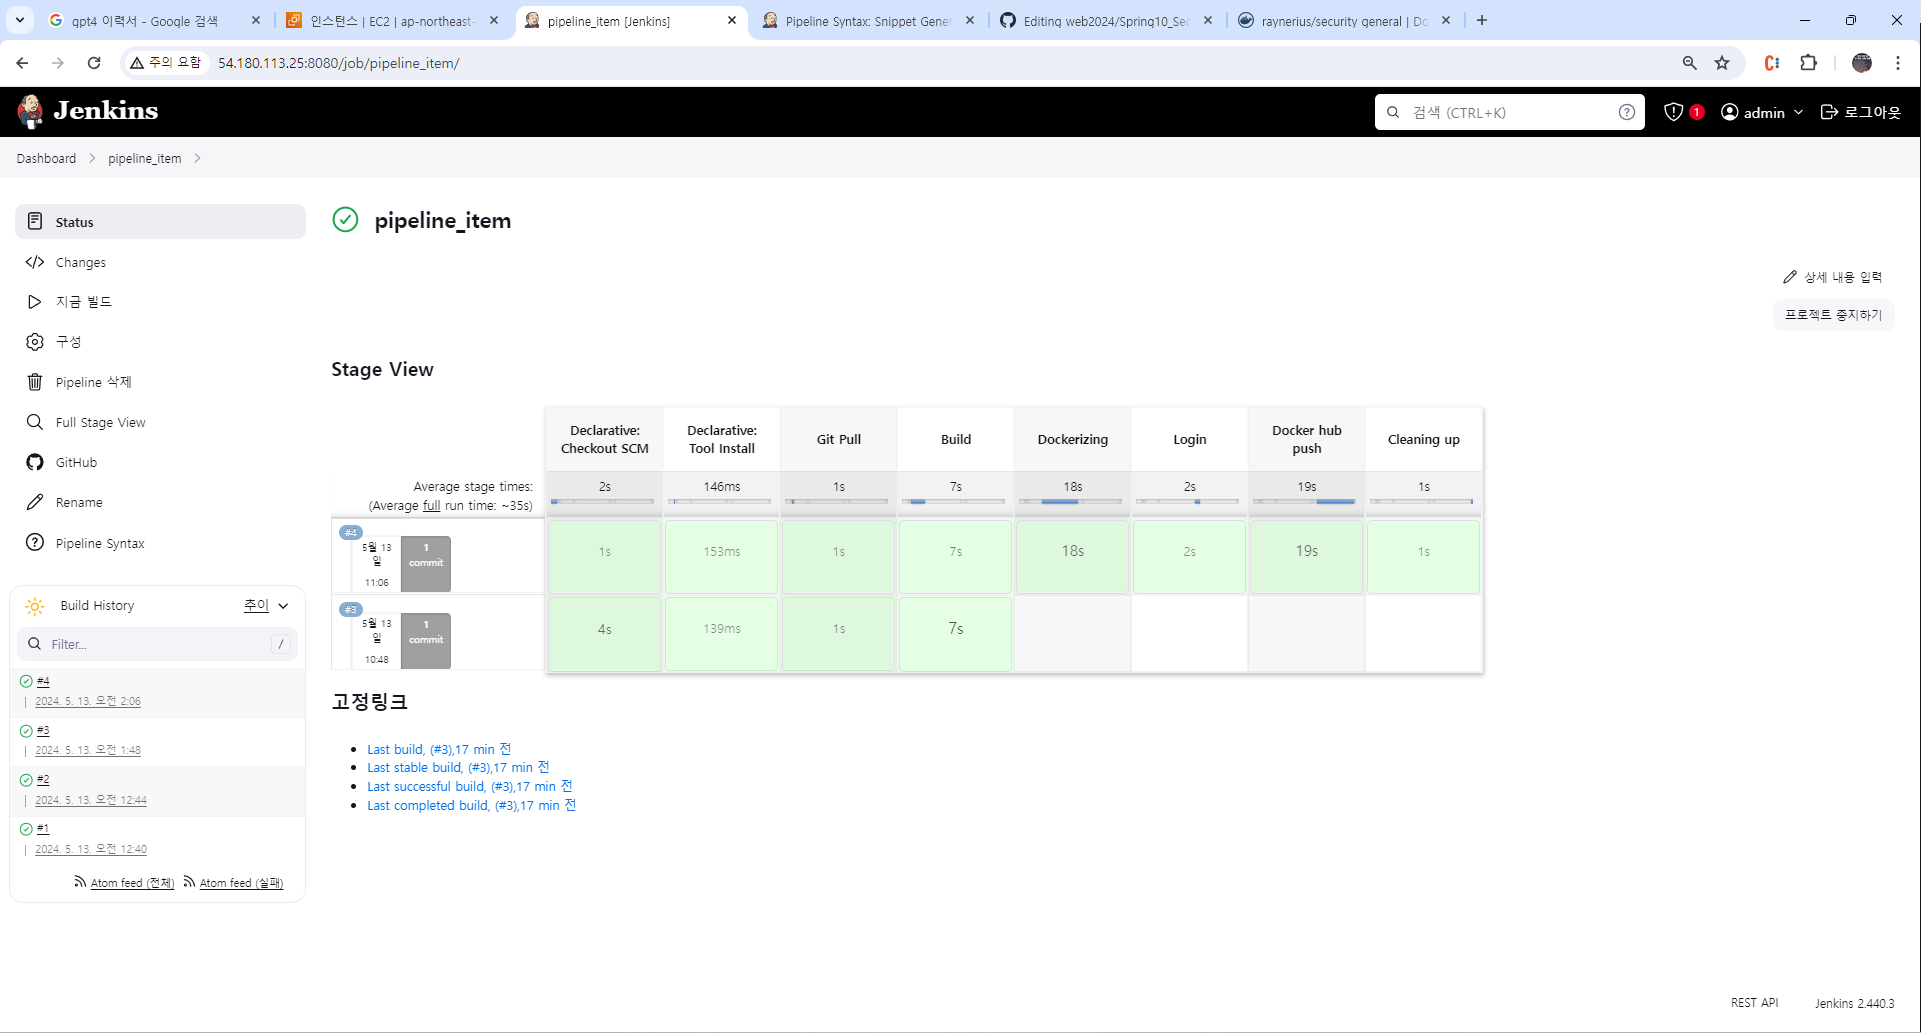 gpt4 이력서 - Google 검색
인스턴스 | EC2 | ap-northeast-
pipeline_item [Jenkins]
Pipeline Syntax: Snippet Gener
Editing web2024/Spring10_Sec
raynerius/security general | Do
주의 요함
54.180.113.25:8080/job/pipeline_item/
Jenkins
검색 (CTRL+K)
1
admin
로그아웃
Dashboard
pipeline_item
Status
Changes
지금 빌드
구성
Pipeline 삭제
Full Stage View
GitHub
Rename
Pipeline Syntax
Build History
추이
Filter...
/
#4
2024. 5. 13. 오전 2:06
#3
2024. 5. 13. 오전 1:48
#2
2024. 5. 13. 오전 12:44
#1
2024. 5. 13. 오전 12:40
Atom feed (전체)
Atom feed (실패)
pipeline_item
상세 내용 입력
프로젝트 중지하기
Stage View
Declarative: Checkout SCM
Declarative: Tool Install
Git Pull
Build
Dockerizing
Login
Docker hub push
Cleaning up
Average stage times:
(Average full run time: ~35s)
2s
146ms
1s
7s
18s
2s
19s
1s
#4
5월 13일
11:06
1 commit
1s
153ms
1s
7s
18s
2s
19s
1s
#3
5월 13일
10:48
1 commit
4s
139ms
1s
7s
고정링크
Last build, (#3),17 min 전
Last stable build, (#3),17 min 전
Last successful build, (#3),17 min 전
Last completed build, (#3),17 min 전
REST API
Jenkins 2.440.3